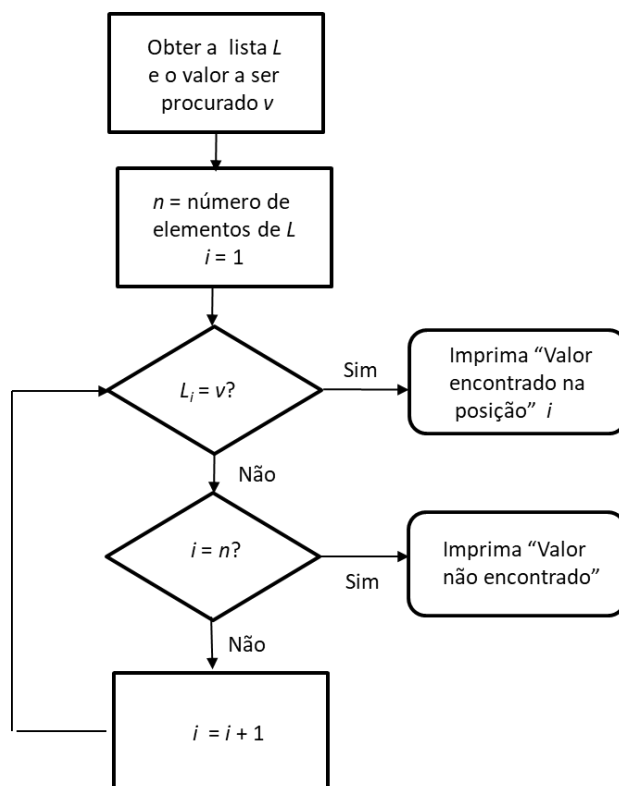 Obter a lista L
e o valor a ser
procurado v
n = número de
elementos de L
i = 1
Li = v?
Sim
Imprima “Valor
encontrado na
posição” i
Não
i = n?
Sim
Imprima “Valor
não encontrado”
Não
i = i + 1